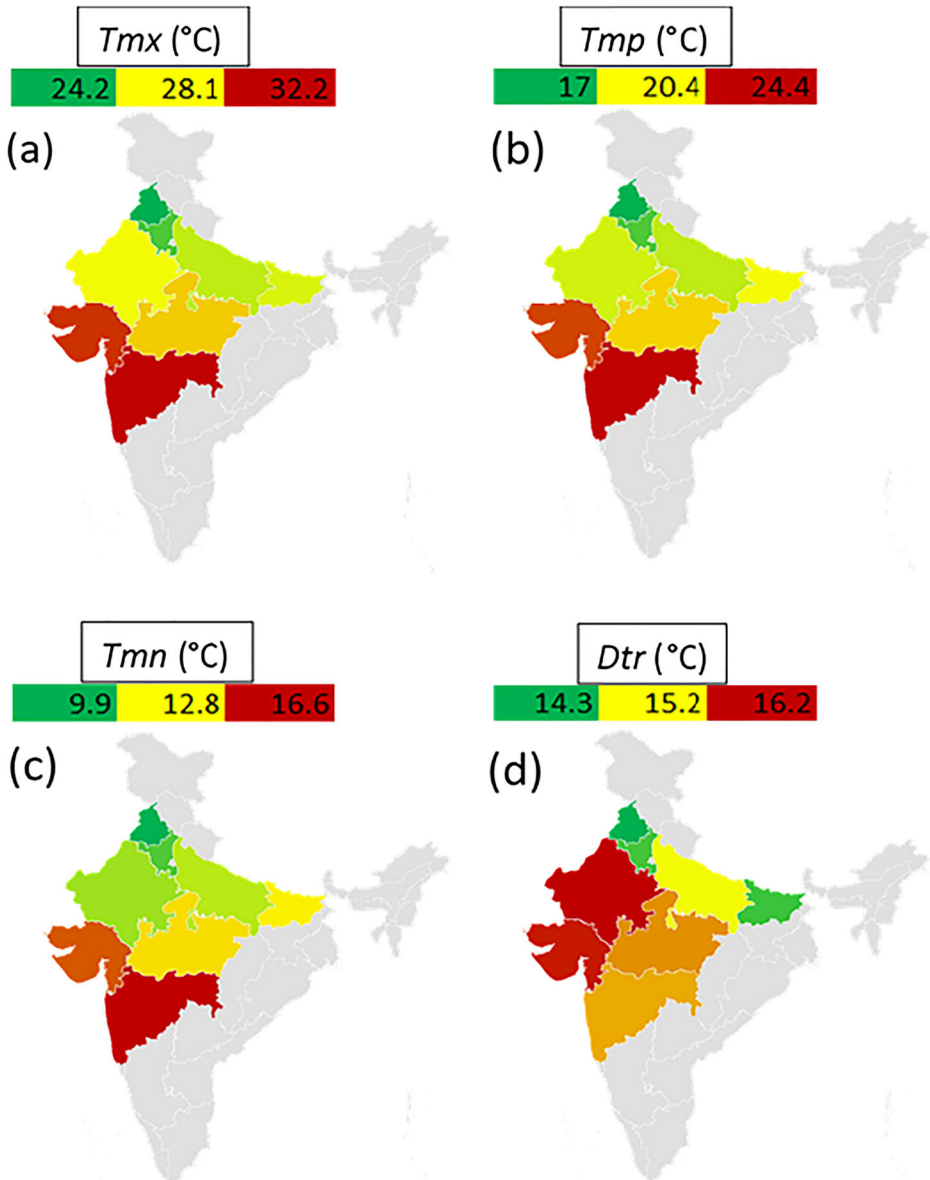 Tmx (°C)
24.2 28.1 32.2
(a)
Tmp (°C)
17 20.4 24.4
(b)
Tmn (°C)
9.9 12.8 16.6
(c)
Dtr (°C)
14.3 15.2 16.2
(d)